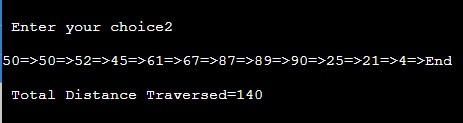 Enter your choice2
50=>50=>52=>45=>61=>67=>87=>89=>90=>25=>21=>4=>End
Total Distance Traversed=140